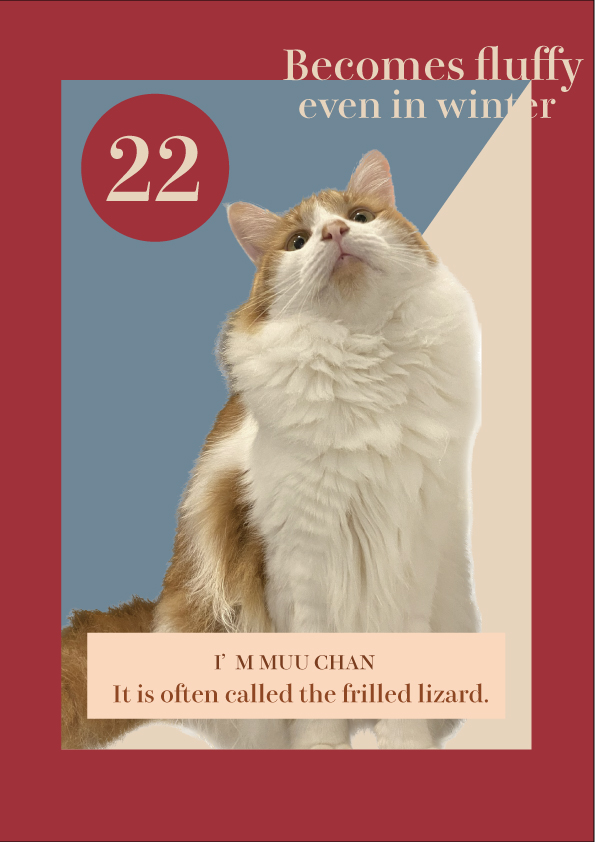 Becomes fluffy
even in winter
22
I’ M MUU CHAN
It is often called the frilled lizard.